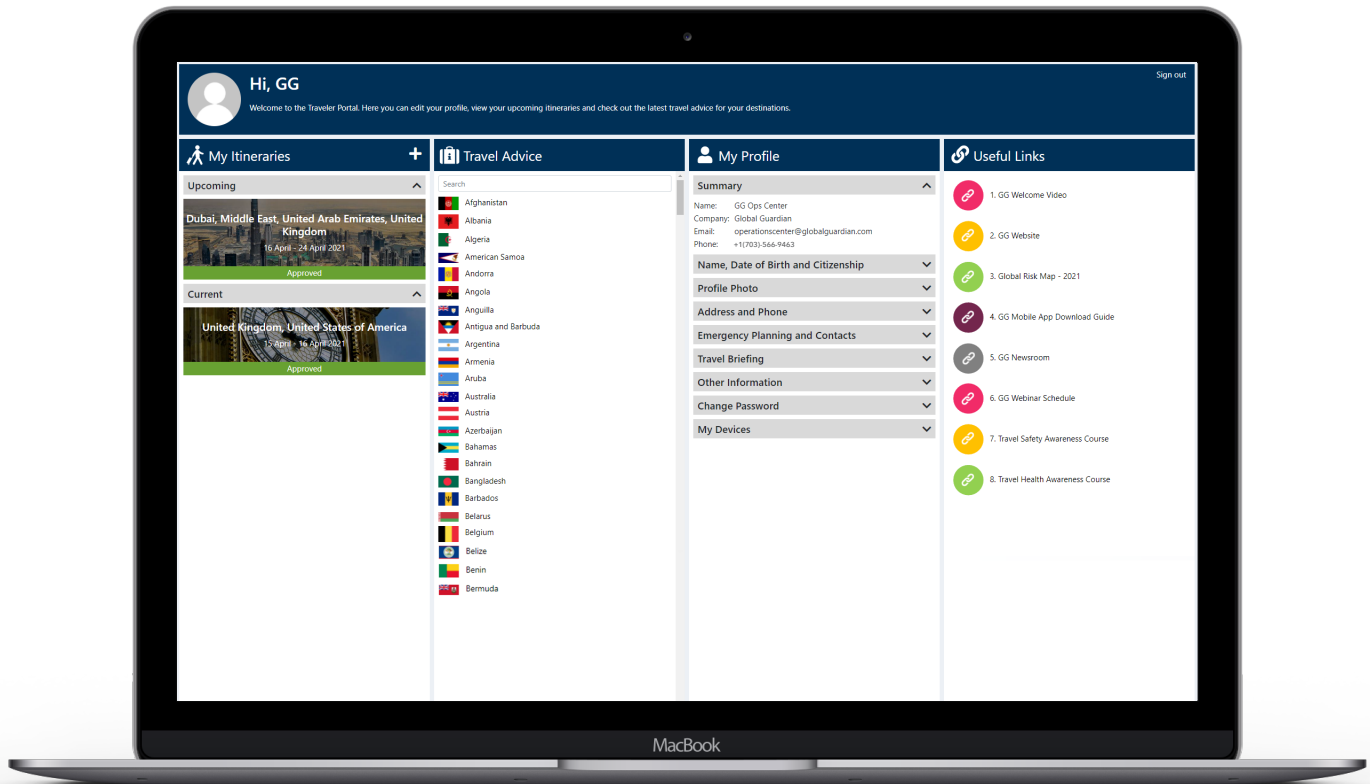 Hi, GG
Sign out
Welcome to the Traveler Portal. Here you can edit your profile, view your upcoming itineraries and check out the latest travel advice for your destinations.
My Itineraries
Upcoming
Dubai, Middle East, United Arab Emirates, United
Kingdom
16 April - 24 April 2021
Approved
Current
United Kingdom, United States of America
15 April - 16 April 2021
Approved
Travel Advice
Search
Afghanistan
Albania
Algeria
American Samoa
Andorra
Angola
Anguilla
Antigua and Barbuda
Argentina
Armenia
Aruba
Australia
Austria
Azerbaijan
Bahamas
Bahrain
Bangladesh
Barbados
Belarus
Belgium
Belize
Benin
Bermuda
My Profile
Summary
Name: GG Ops Center
Company: Global Guardian
Email: operationscenter@globalguardian.com
Phone: +1(703)-566-9463
Name, Date of Birth and Citizenship
Profile Photo
Address and Phone
Emergency Planning and Contacts
Travel Briefing
Other Information
Change Password
My Devices
Useful Links
1. GG Welcome Video
2. GG Website
3. Global Risk Map - 2021
4. GG Mobile App Download Guide
5. GG Newsroom
6. GG Webinar Schedule
7. Travel Safety Awareness Course
8. Travel Health Awareness Course
MacBook